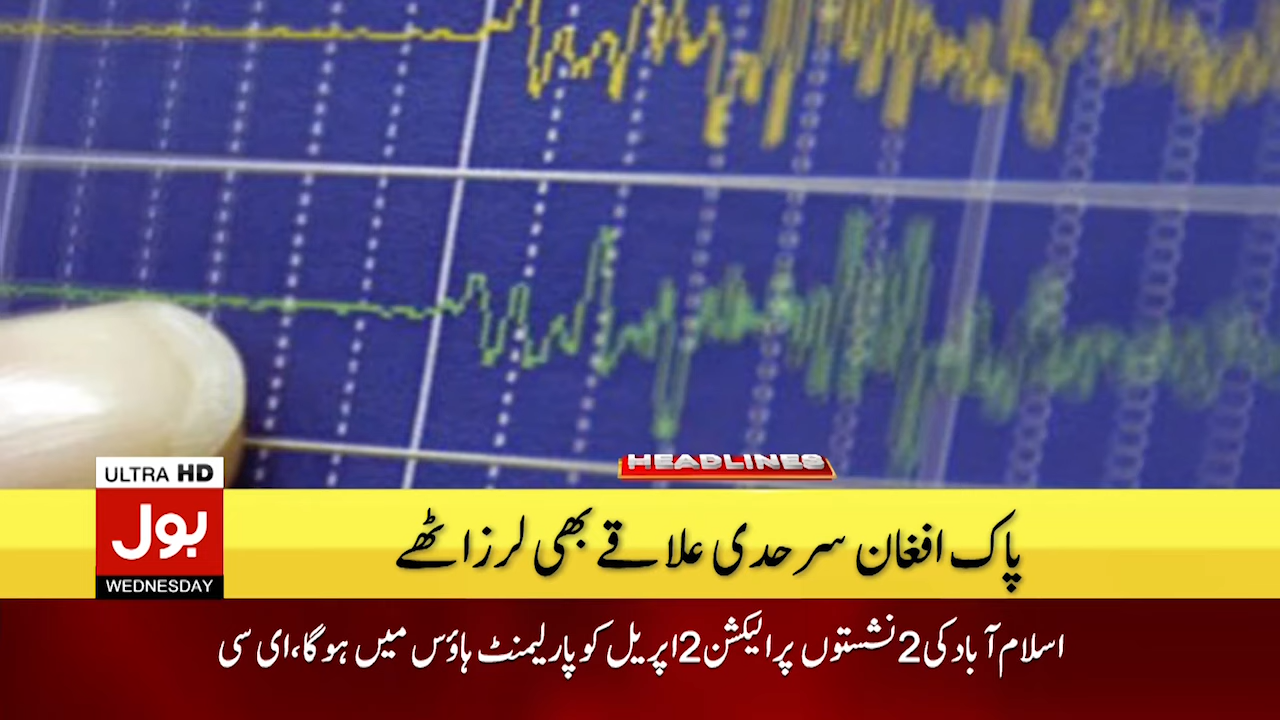 HEADLINES
ULTRA HD
بول
WEDNESDAY
پاک افغان سرحدی علاقے بھی لرز اٹھے
اسلام آباد کی 2 نشستوں پر الیکشن 2 اپریل کو پارلیمنٹ ہاؤس میں ہوگا، ای سی